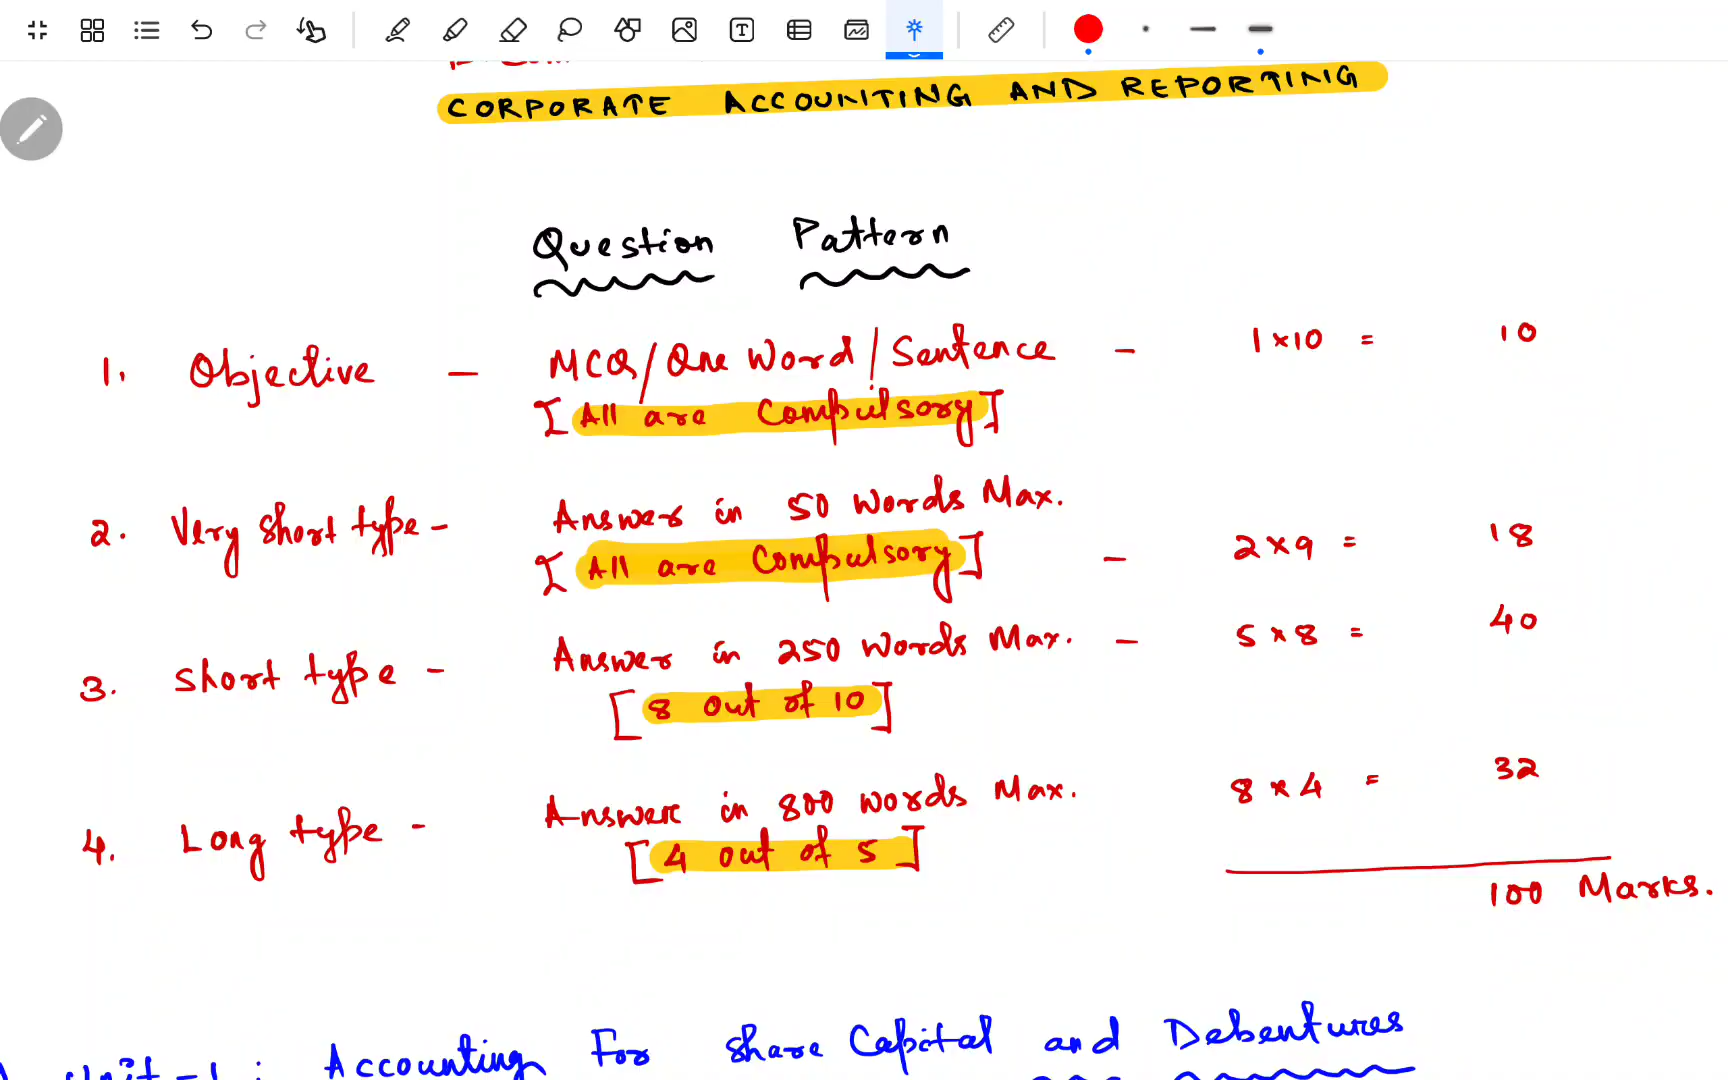 CORPORATE ACCOUNTING AND REPORTING
Question Pattern
1. Objective - MCQ/One Word/Sentence - 1x10 = 10
[All are Compulsory]
2. Very short type - Answer in 50 Words Max.
[All are Compulsory] - 2x9 = 18
3. short type - Answer in 250 Words Max. - 5x8 = 40
[8 out of 10]
4. Long type - Answer in 800 words Max. 8x4 = 32
[4 out of 5]
100 Marks.
Unit-1: Accounting For share Capital and Debentures